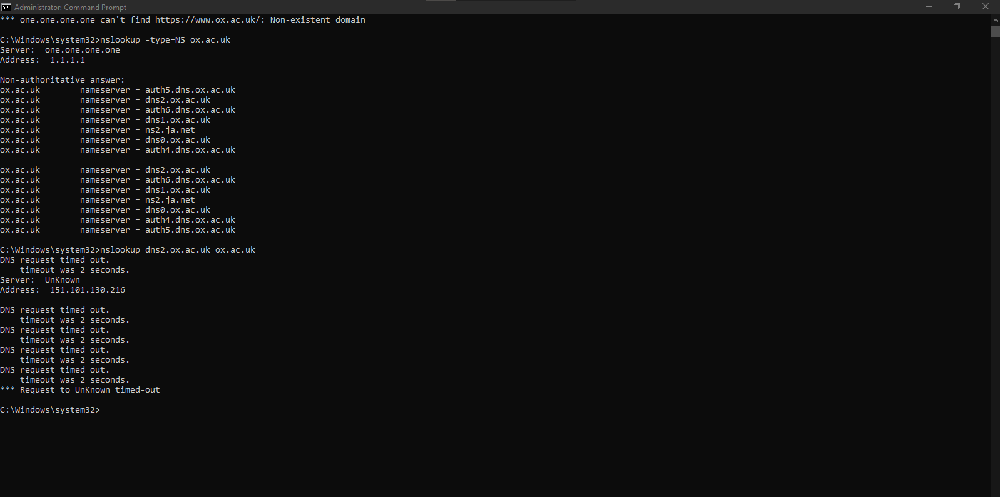 Administrator: Command Prompt
*** one.one.one.one can't find https://www.ox.ac.uk/: Non-existent domain
C:\Windows\system32>nslookup -type=NS ox.ac.uk
Server:  one.one.one.one
Address:  1.1.1.1
Non-authoritative answer:
ox.ac.uk        nameserver = auth5.dns.ox.ac.uk
ox.ac.uk        nameserver = dns2.ox.ac.uk
ox.ac.uk        nameserver = auth6.dns.ox.ac.uk
ox.ac.uk        nameserver = dns1.ox.ac.uk
ox.ac.uk        nameserver = ns2.ja.net
ox.ac.uk        nameserver = dns0.ox.ac.uk
ox.ac.uk        nameserver = auth4.dns.ox.ac.uk
ox.ac.uk        nameserver = dns2.ox.ac.uk
ox.ac.uk        nameserver = auth6.dns.ox.ac.uk
ox.ac.uk        nameserver = dns1.ox.ac.uk
ox.ac.uk        nameserver = ns2.ja.net
ox.ac.uk        nameserver = dns0.ox.ac.uk
ox.ac.uk        nameserver = auth4.dns.ox.ac.uk
ox.ac.uk        nameserver = auth5.dns.ox.ac.uk
C:\Windows\system32>nslookup dns2.ox.ac.uk ox.ac.uk
DNS request timed out.
    timeout was 2 seconds.
Server:  UnKnown
Address:  151.101.130.216
DNS request timed out.
    timeout was 2 seconds.
DNS request timed out.
    timeout was 2 seconds.
DNS request timed out.
    timeout was 2 seconds.
DNS request timed out.
    timeout was 2 seconds.
*** Request to UnKnown timed-out
C:\Windows\system32>